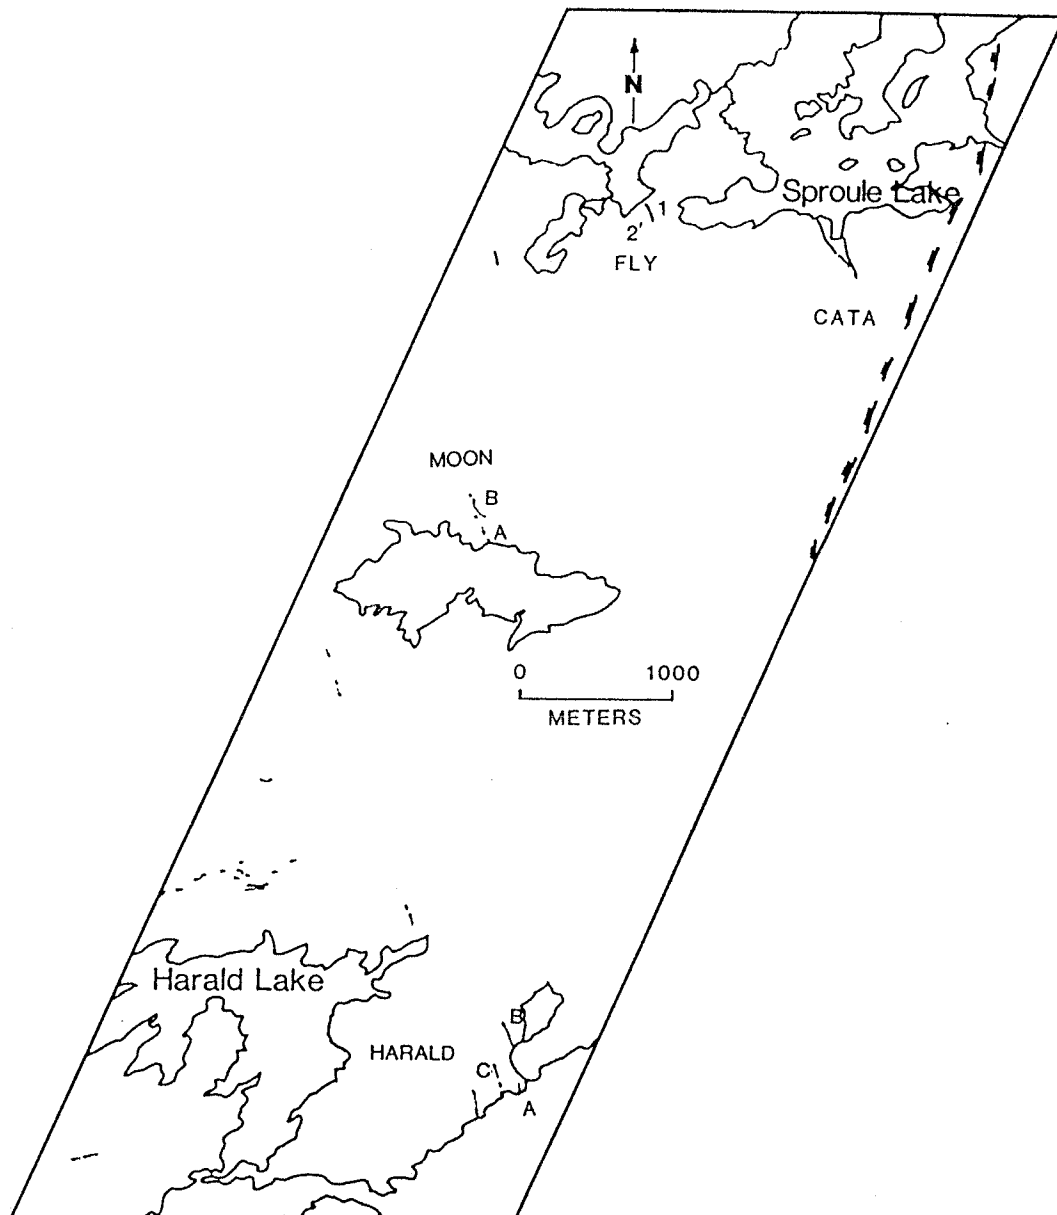 N
Sproule Lake
1
2'
FLY
CATA
MOON
B
A
0 1000
METERS
Harald Lake
B
HARALD
C
A